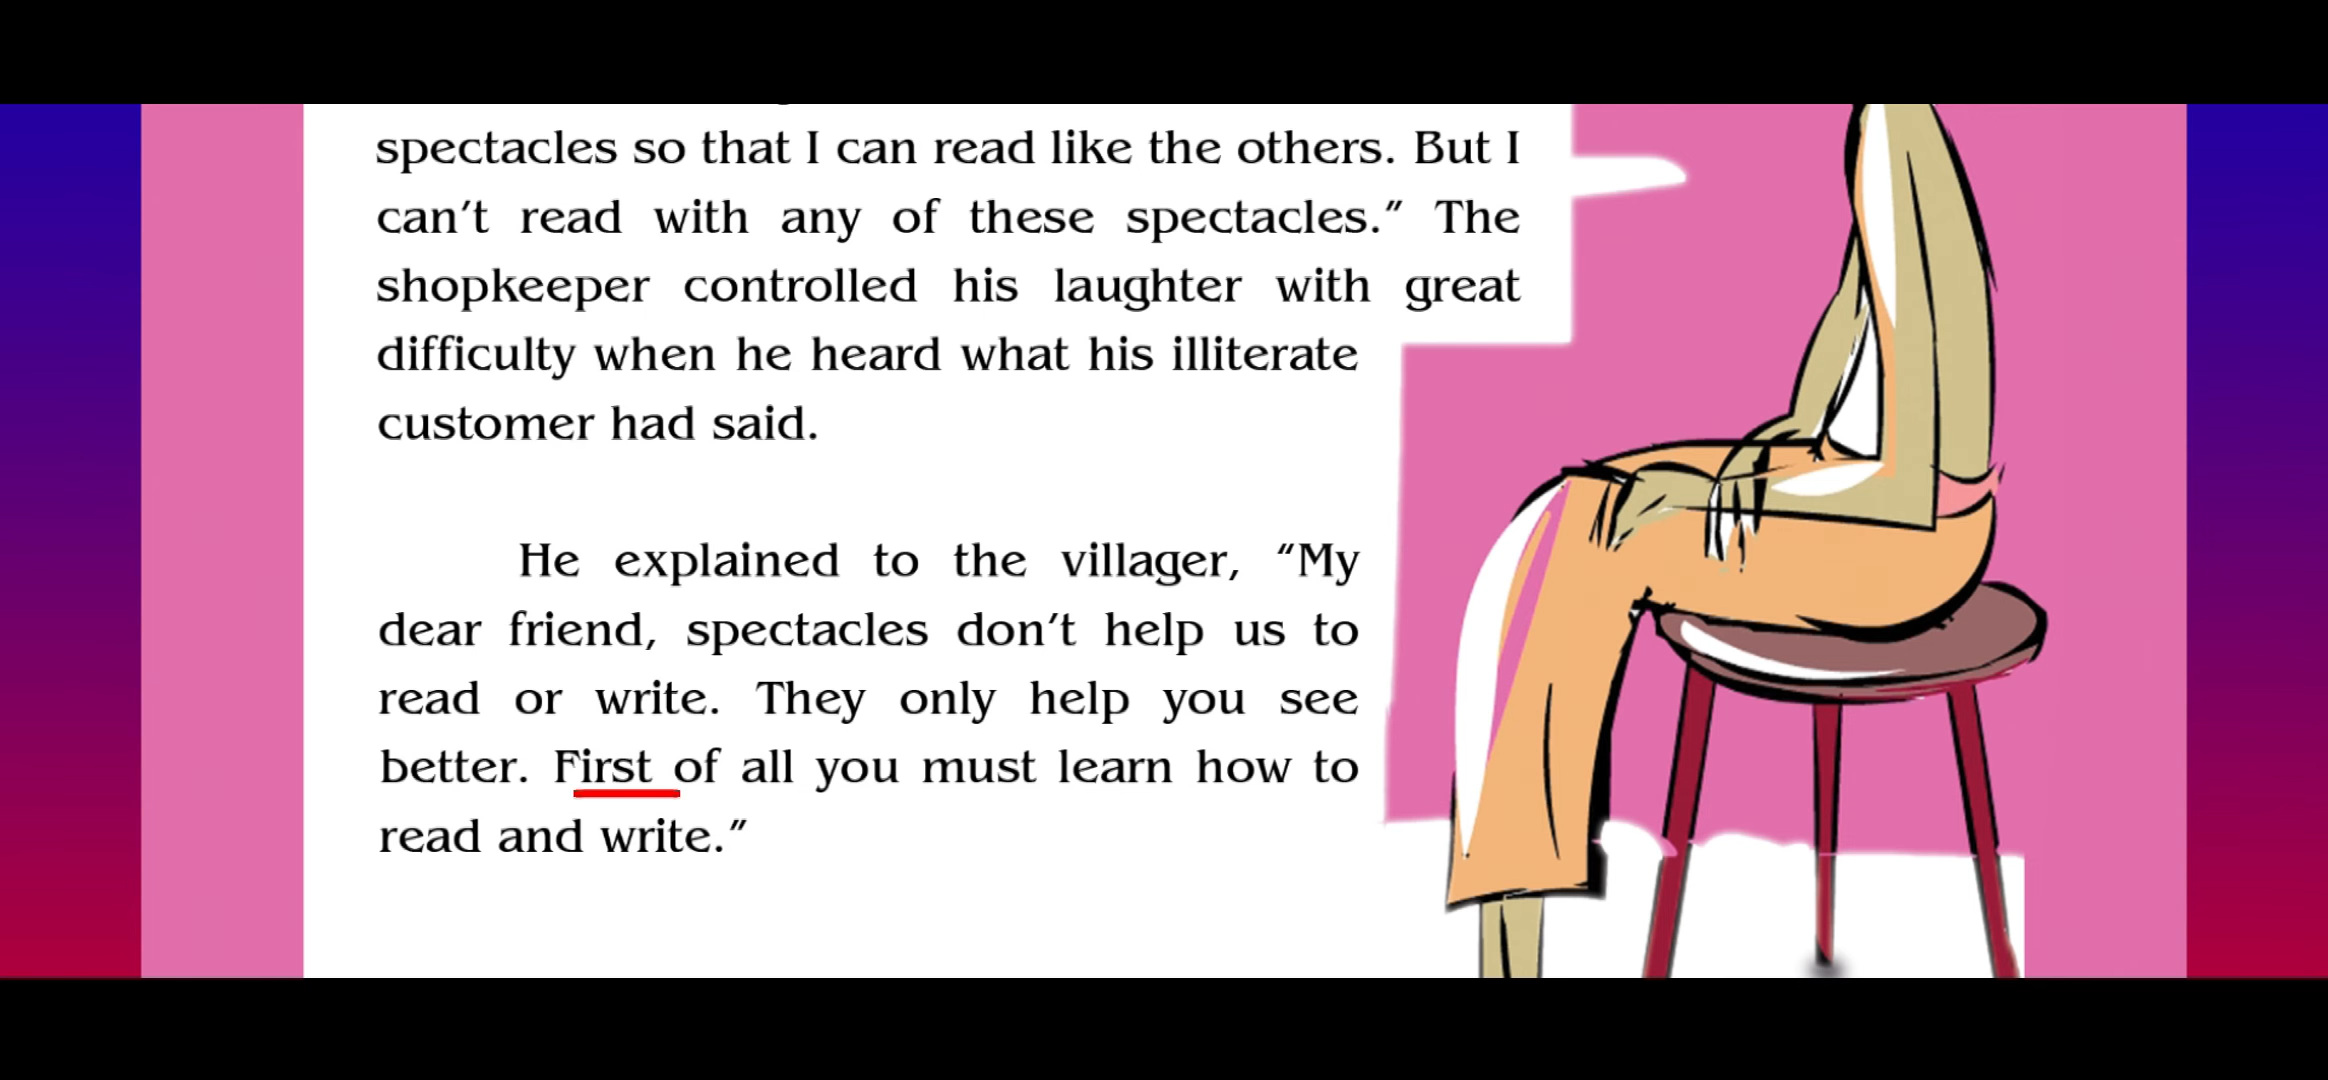 spectacles so that I can read like the others. But I
can't read with any of these spectacles.” The
shopkeeper controlled his laughter with great
difficulty when he heard what his illiterate
customer had said.
He explained to the villager, “My
dear friend, spectacles don't help us to
read or write. They only help you see
better. First of all you must learn how to
read and write.”